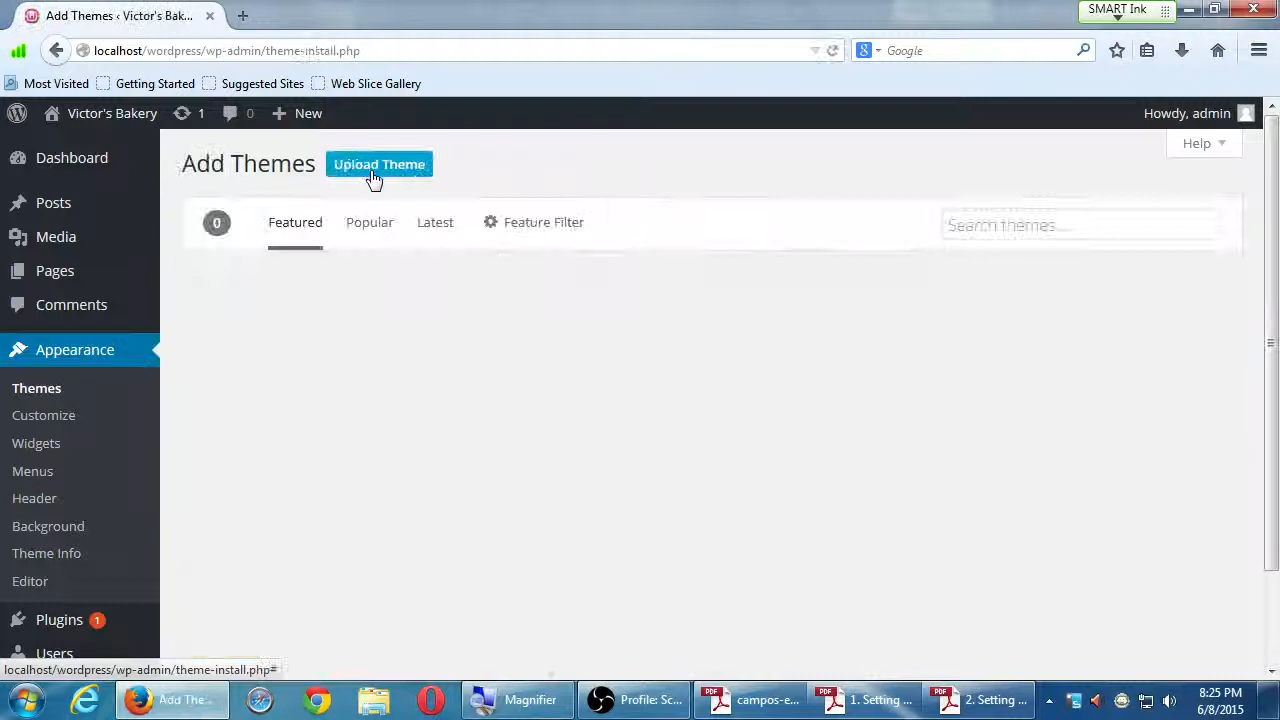 Add Themes ‹ Victor's Bak...
SMART Ink
localhost/wordpress/wp-admin/theme-install.php
Google
Most Visited
Getting Started
Suggested Sites
Web Slice Gallery
Victor's Bakery
1
0
New
Howdy, admin
Dashboard
Posts
Media
Pages
Comments
Appearance
Themes
Customize
Widgets
Menus
Header
Background
Theme Info
Editor
Plugins 1
Users
Add Themes
Upload Theme
Help
0
Featured
Popular
Latest
Feature Filter
Search themes...
localhost/wordpress/wp-admin/theme-install.php#
Add The...
Magnifier
Profile: Sc...
campos-e...
1. Setting ...
2. Setting ...
8:25 PM
6/8/2015